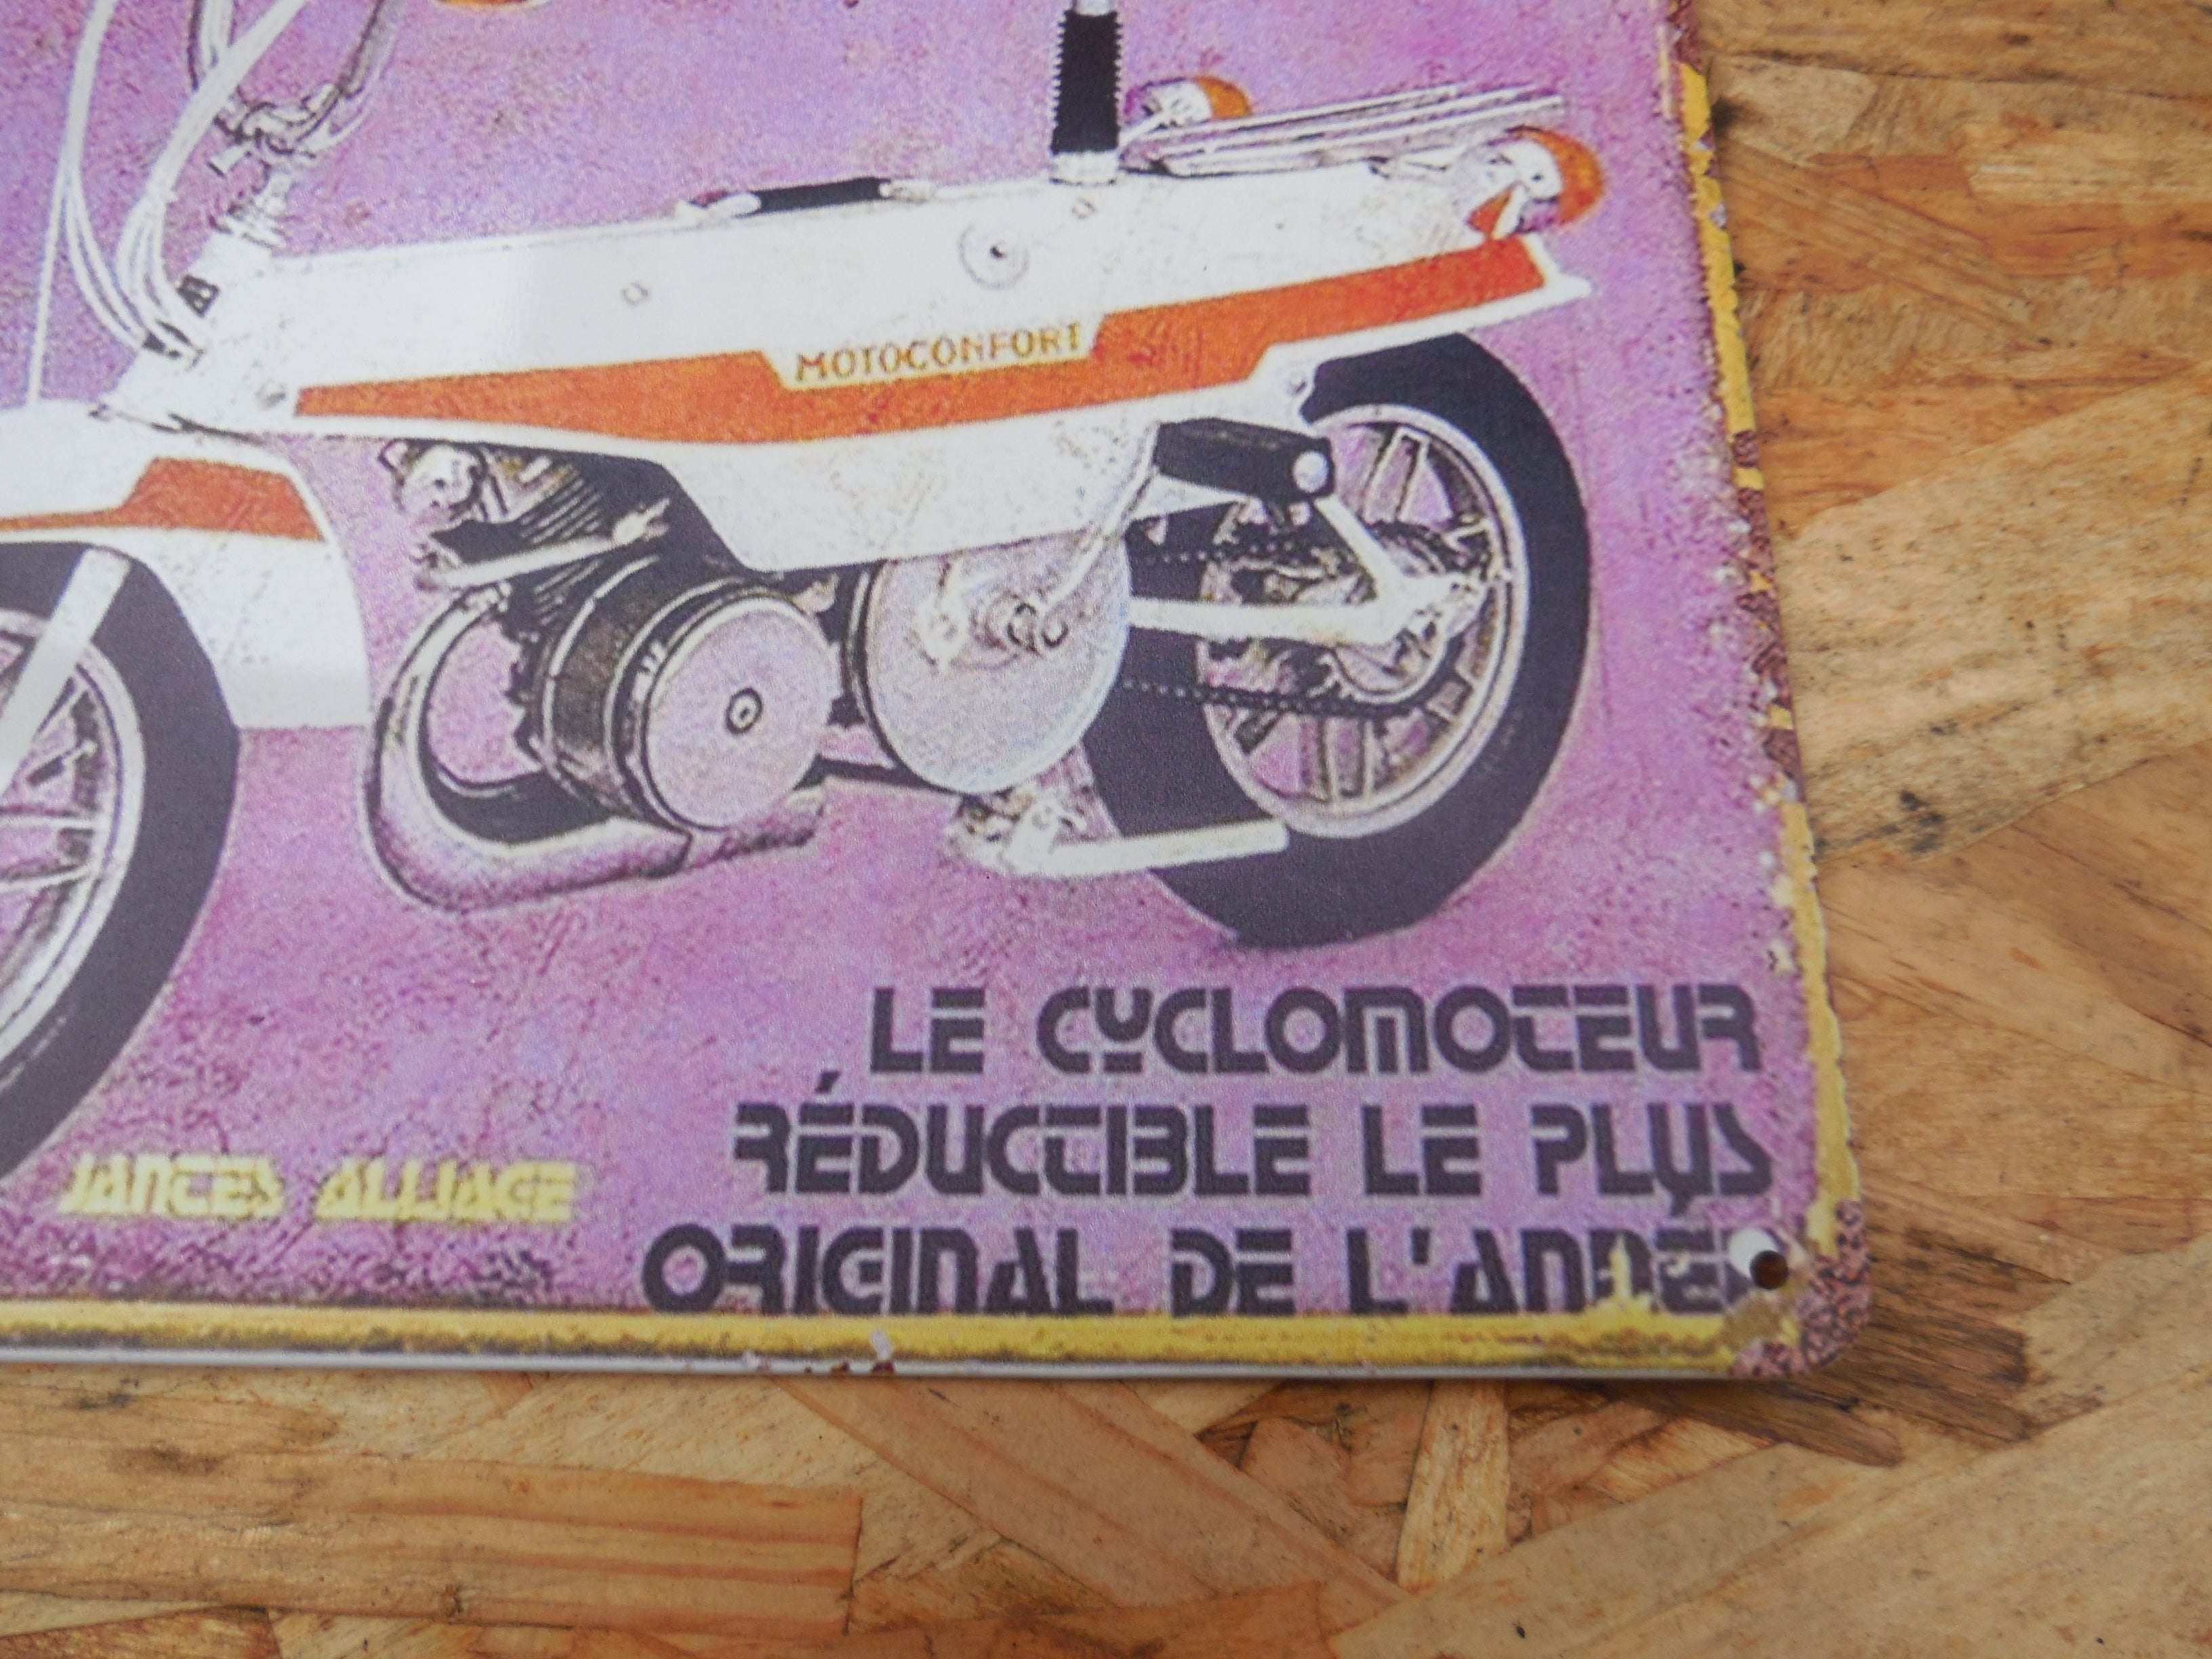 MOTOCONFORT
LE CYCLOMOTEUR
RÉDUCTIBLE LE PLUS
JANTES ALLIAGE
ORIGINAL DE L'ANNÉE